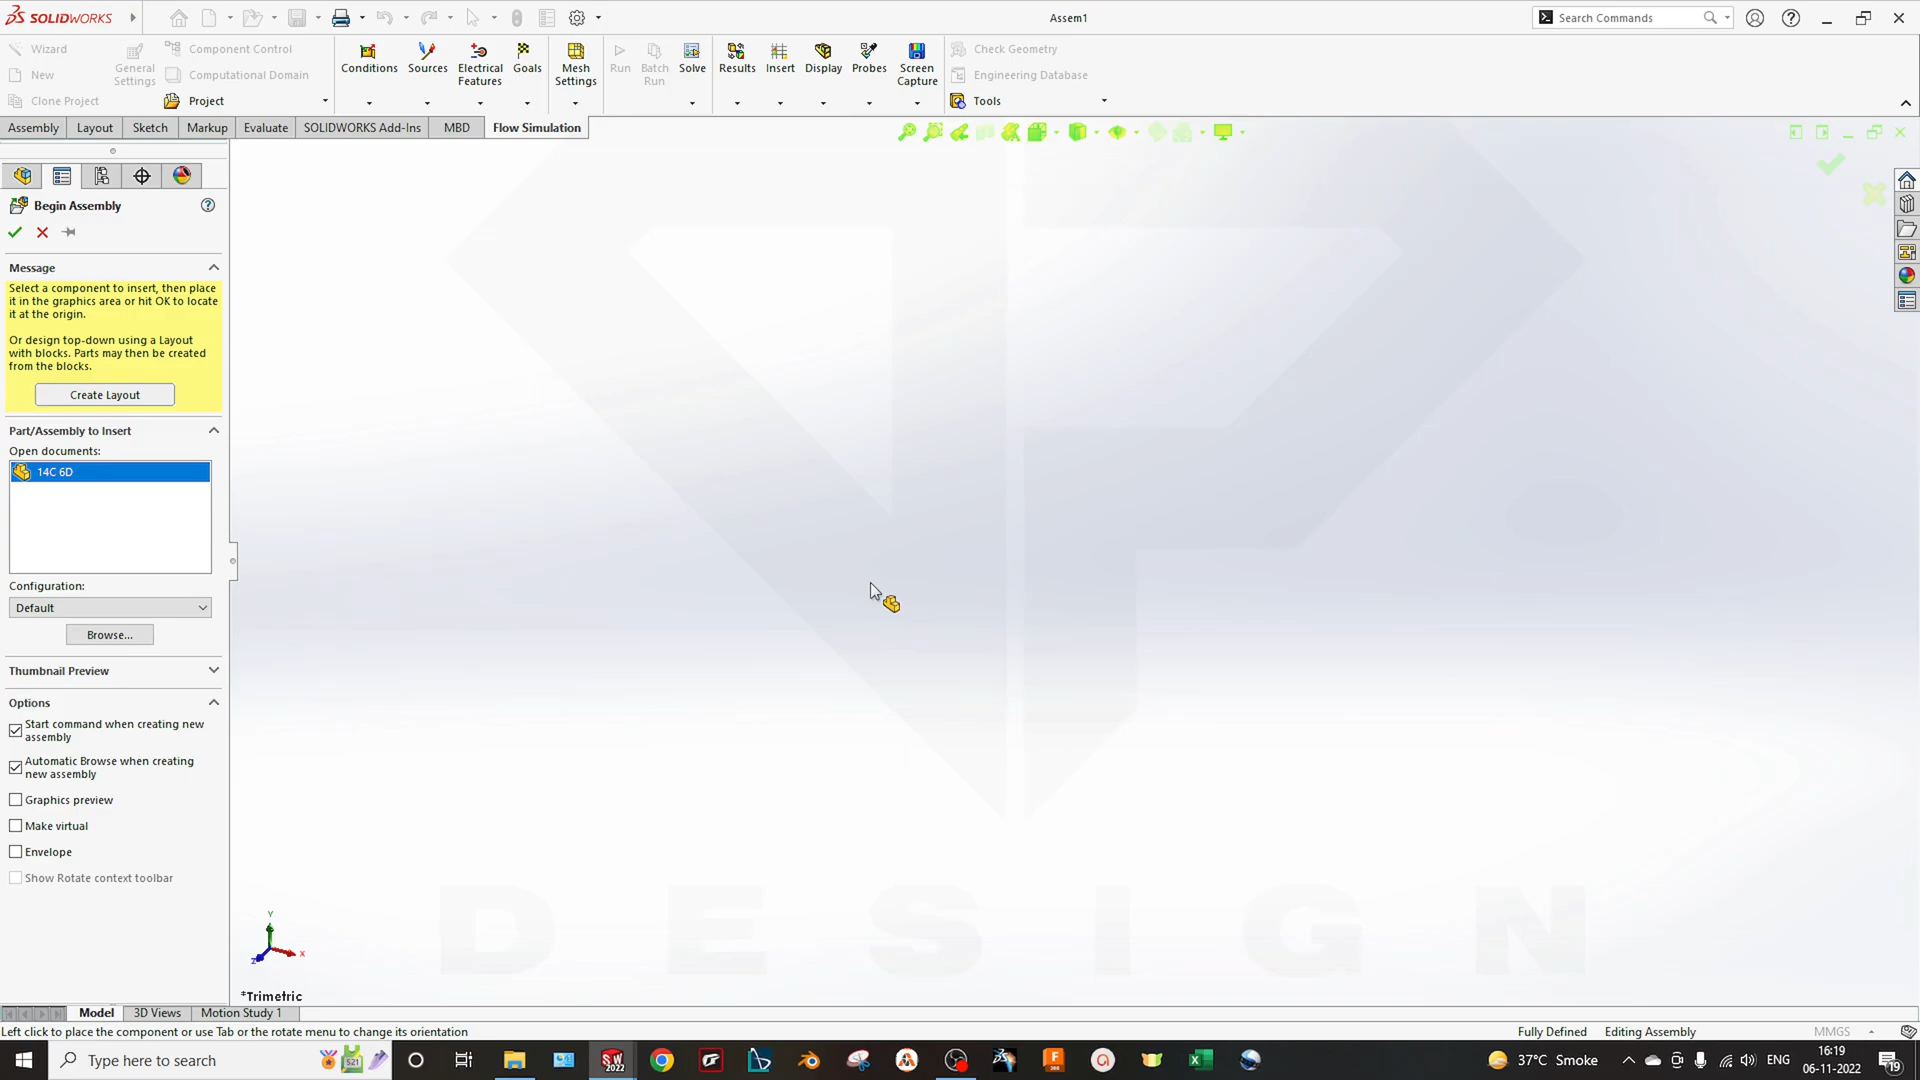 SOLIDWORKS
Assem1
Search Commands
Wizard
New
Clone Project
General Settings
Component Control
Computational Domain
Project
Conditions
Sources
Electrical Features
Goals
Mesh Settings
Run
Batch Run
Solve
Results
Insert
Display
Probes
Screen Capture
Check Geometry
Engineering Database
Tools
Assembly
Layout
Sketch
Markup
Evaluate
SOLIDWORKS Add-Ins
MBD
Flow Simulation
Begin Assembly
Message
Select a component to insert, then place
it in the graphics area or hit OK to locate
it at the origin.
Or design top-down using a Layout
with blocks. Parts may then be created
from the blocks.
Create Layout
Part/Assembly to Insert
Open documents:
14C 6D
Configuration:
Default
Browse...
Thumbnail Preview
Options
Start command when creating new
assembly
Automatic Browse when creating
new assembly
Graphics preview
Make virtual
Envelope
Show Rotate context toolbar
DESIGN
Y
X
Z
*Trimetric
Model
3D Views
Motion Study 1
Left click to place the component or use Tab or the rotate menu to change its orientation
Fully Defined
Editing Assembly
MMGS
Type here to search
SW
2022
37°C Smoke
ENG
16:19
06-11-2022
19